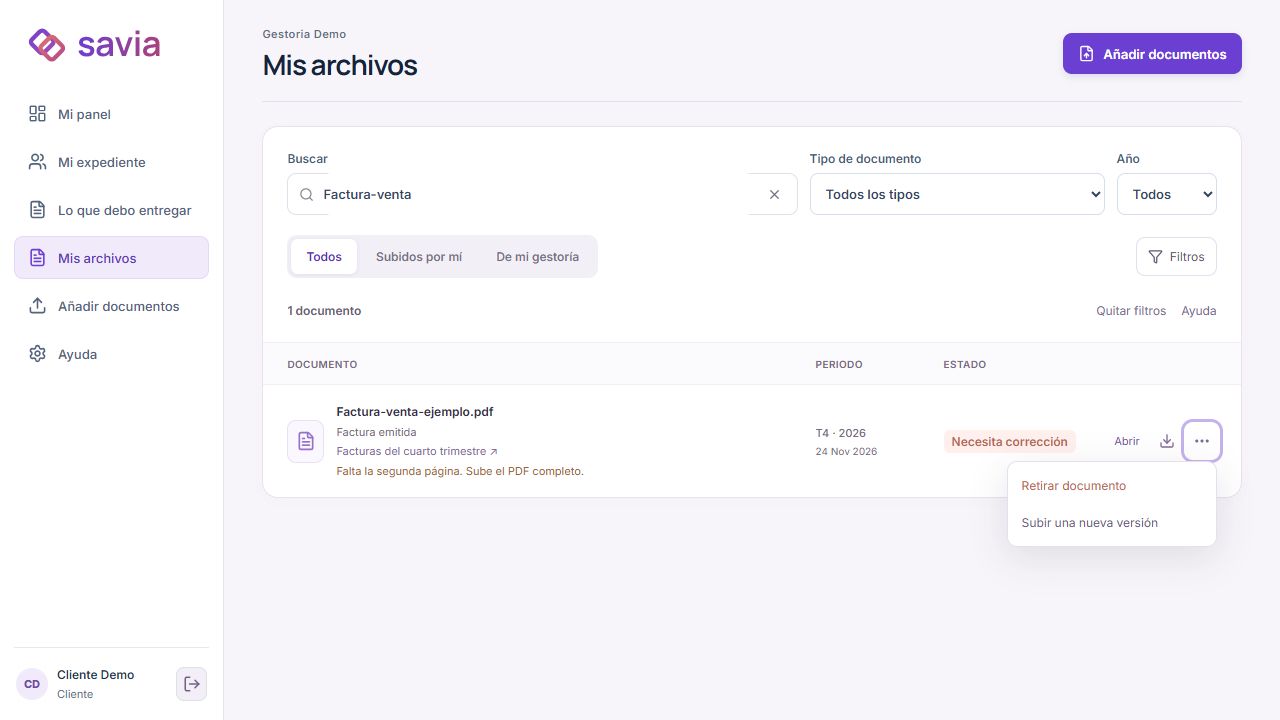 savia
Mi panel
Mi expediente
Lo que debo entregar
Mis archivos
Añadir documentos
Ayuda
CD
Cliente Demo
Cliente
Gestoria Demo
Mis archivos
Añadir documentos
Buscar
Factura-venta
Tipo de documento
Todos los tipos
Año
Todos
Todos
Subidos por mí
De mi gestoría
Filtros
1 documento
Quitar filtros
Ayuda
DOCUMENTO
PERIODO
ESTADO
Factura-venta-ejemplo.pdf
Factura emitida
Facturas del cuarto trimestre ↗
Falta la segunda página. Sube el PDF completo.
T4 · 2026
24 Nov 2026
Necesita corrección
Abrir
Retirar documento
Subir una nueva versión